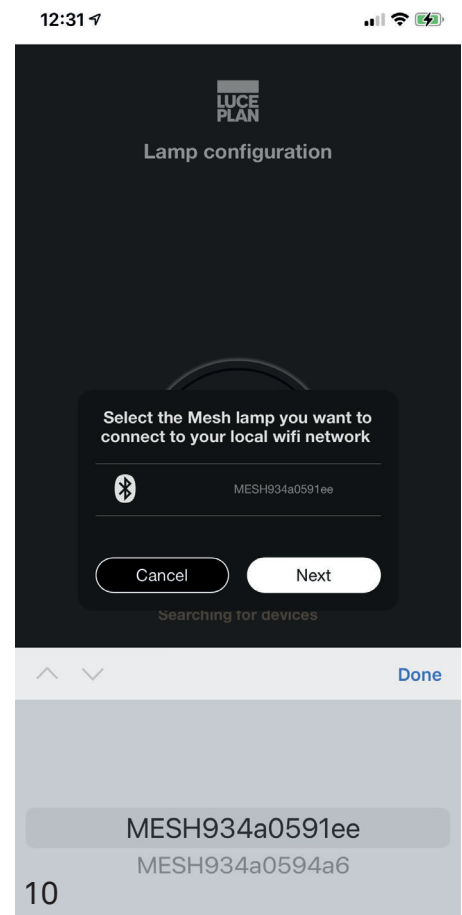 12:31
LUCE
PLAN
Lamp configuration
Select the Mesh lamp you want to
connect to your local wifi network
MESH934a0591ee
Cancel
Next
Searching for devices
Done
MESH934a0591ee
MESH934a0594a6
10